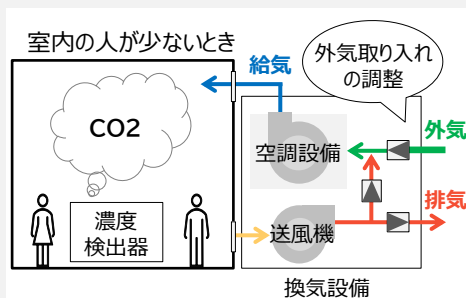 室内の人が少ないとき
外気取り入れ
の調整
給気
CO2
外気
空調設備
排気
濃度
検出器
送風機
換気設備